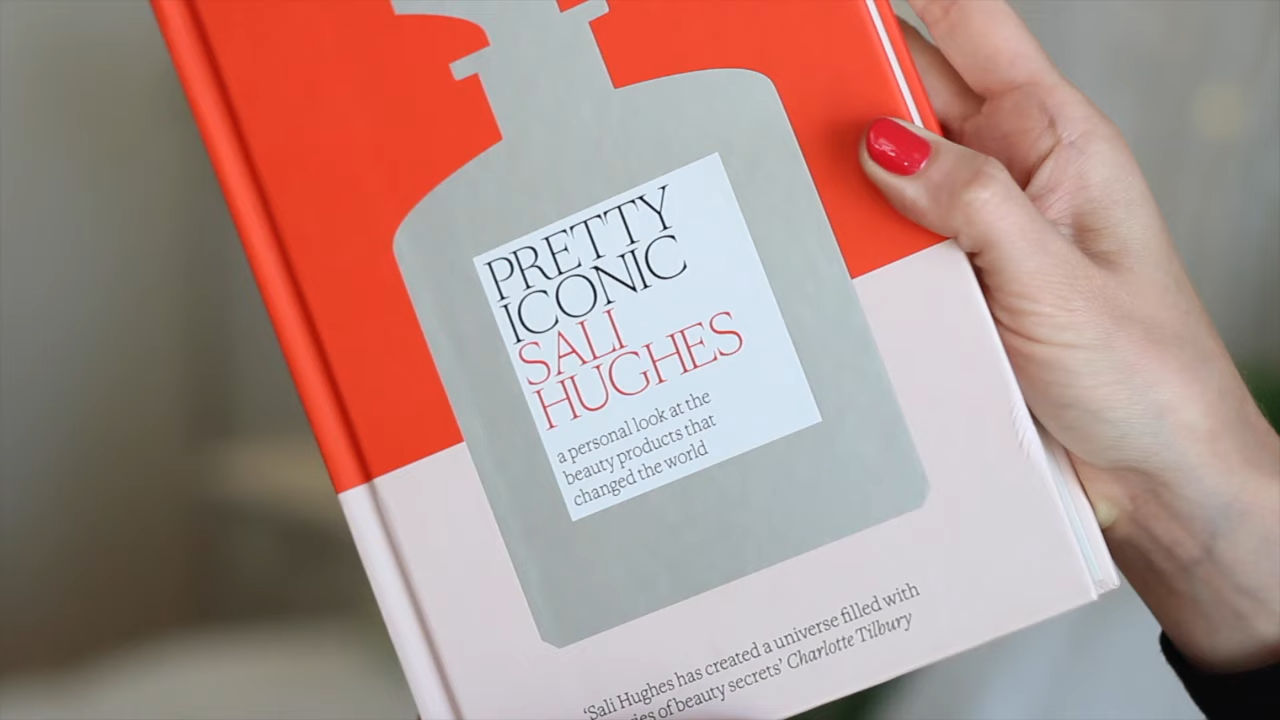 PRETTY
ICONIC
SALI
HUGHES
a personal look at the
beauty products that
changed the world
‘Sali Hughes has created a universe filled with
of beauty secrets’ Charlotte Tilbury